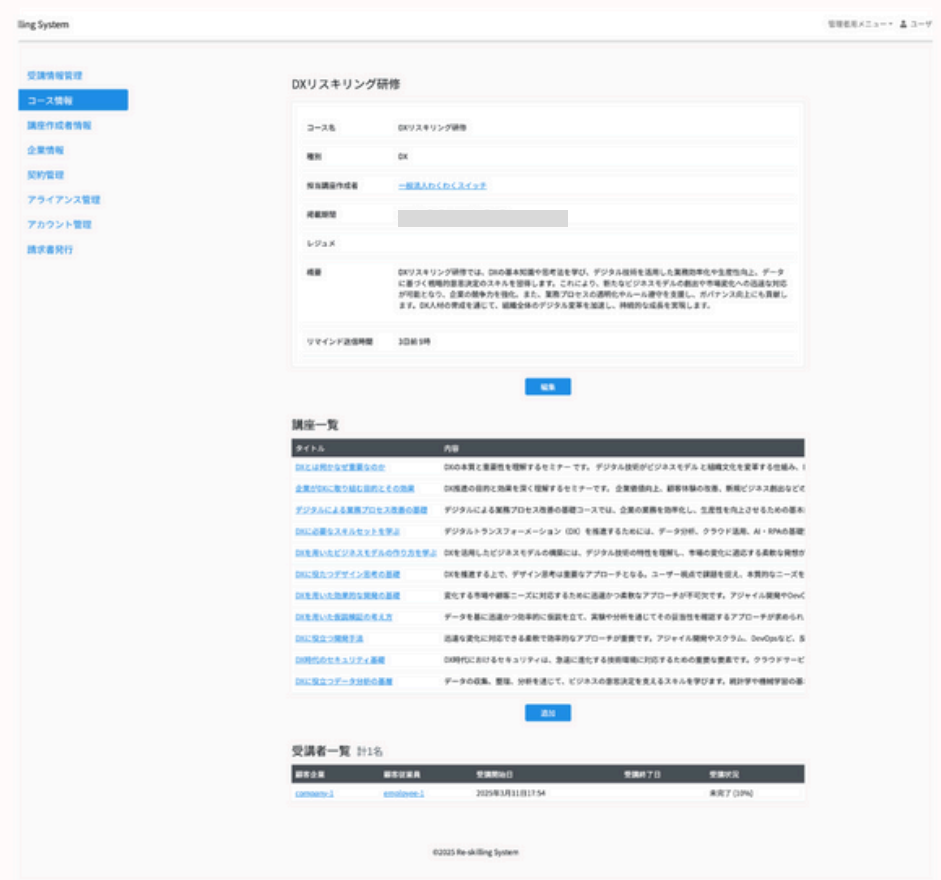 lling System
管理者用メニュー
ユーザ
受講情報管理
コース情報
講座作成者情報
企業情報
契約管理
アライアンス管理
アカウント管理
請求書発行
DXリスキリング研修
コース名 DXリスキリング研修
種別 DX
担当講座作成者 一般法人わくわくスイッチ
掲載期間
レジュメ
概要 DXリスキリング研修では、DXの基本知識や思考法を学び、デジタル技術を活用した業務効率化や生産性向上、データ
に基づく戦略的意思決定のスキルを習得します。これにより、新たなビジネスモデルの創出や市場変化への迅速な対応
が可能となり、企業の競争力を強化。また、業務プロセスの透明化やルール遵守を支援し、ガバナンス向上にも貢献し
ます。DX人材の育成を通じて、組織全体のデジタル変革を加速し、持続的な成長を実現します。
リマインド送信時間 3日前 9時
編集
講座一覧
タイトル 内容
DXとは何かなぜ重要なのか DXの本質と重要性を理解するセミナー です。 デジタル技術がビジネスモデル と組織文化を変革する仕組み、
企業がDXに取り組む目的とその効果 DX推進の目的と効果を深く理解するセミナーです。 企業価値向上、顧客体験の改善、新規ビジネス創出などの
デジタルによる業務プロセス改善の基礎 デジタルによる業務プロセス改善の基礎コースでは、企業の業務を効率化し、生産性を向上させるための基本
DXに必要なスキルセットを学ぶ デジタルトランスフォーメーション（DX）を推進するためには、データ分析、クラウド活用、AI・RPAの基礎
DXを用いたビジネスモデルの作り方を学ぶ DXを活用したビジネスモデルの構築には、デジタル技術の特性を理解し、市場の変化に適応する柔軟な発想が
DXに役立つデザイン思考の基礎 DXを推進する上で、デザイン思考は重要なアプローチとなる。ユーザー視点で課題を捉え、本質的なニーズを
DXを用いた効果的な開発の基礎 変化する市場や顧客ニーズに対応するために迅速かつ柔軟なアプローチが不可欠です。アジャイル開発やDevO
DXを用いた仮説検証の考え方 データを基に迅速かつ効率的に仮説を立て、実験や分析を通じてその妥当性を確認するアプローチが求められ
DXに役立つ開発手法 迅速な変化に対応できる柔軟で効率的なアプローチが重要です。アジャイル開発やスクラム、DevOpsなど、
DX時代のセキュリティ基礎 DX時代におけるセキュリティは、急速に進化する技術環境に対応するための重要な要素です。クラウドサービ
DXに役立つデータ分析の基礎 データの収集、整理、分析を通じて、ビジネスの意思決定を支えるスキルを学びます。統計学や機械学習の基
追加
受講者一覧 計1名
顧客企業 顧客従業員 受講開始日 受講終了日 受講状況
company-1 employee-1 2025年3月11日17:54 未完了 (10%)
©2025 Re-skilling System